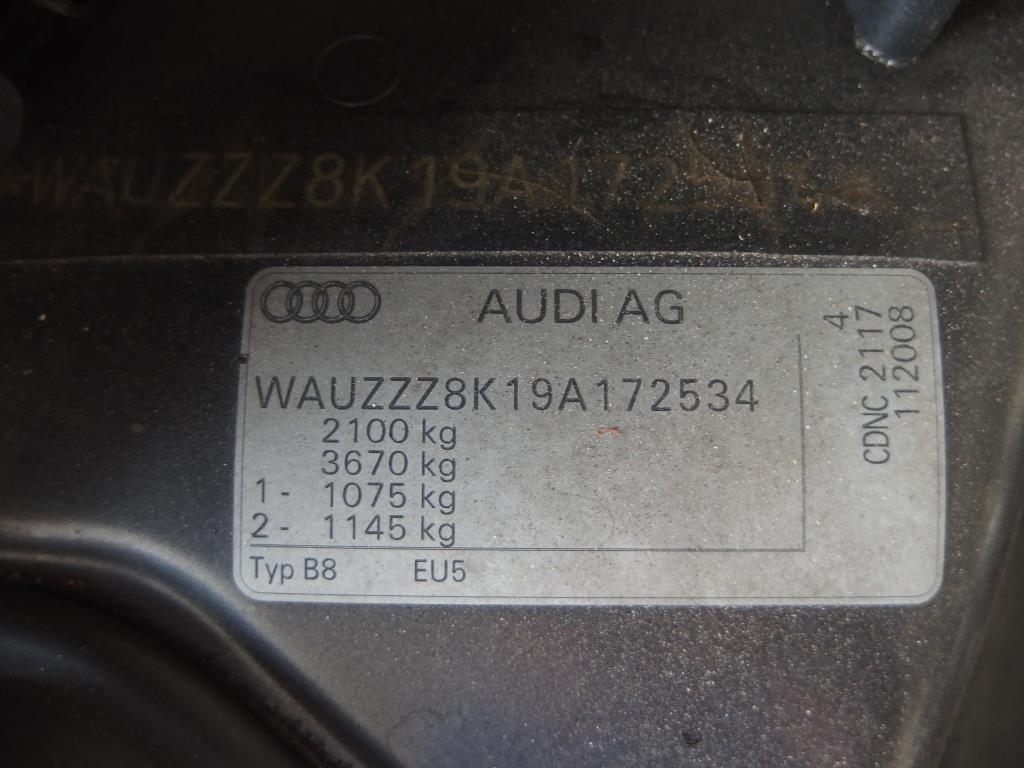 WAUZZZ8K19A1725
AUDI AG
WAUZZZ8K19A172534
2100 kg
3670 kg
1- 1075 kg
2- 1145 kg
Typ B8 EU5
4
CDNC 2117
112008